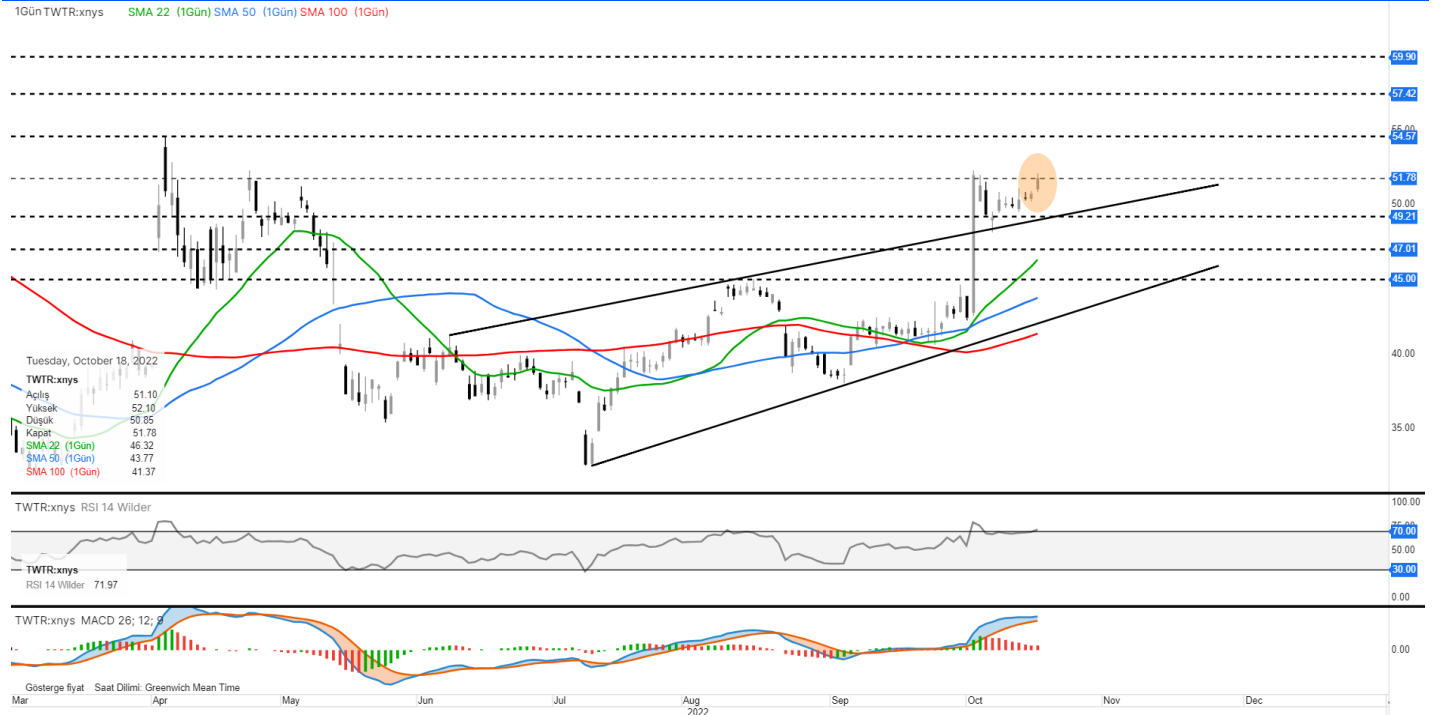 1Gün TWTR:xnys SMA 22 (1Gün) SMA 50 (1Gün) SMA 100 (1Gün)
59.90
57.42
55.00
54.57
51.78
50.00
49.21
47.01
45.00
40.00
35.00
Tuesday, October 18, 2022
TWTR:xnys
Açılış 51.10
Yüksek 52.10
Düşük 50.85
Kapat 51.78
SMA 22 (1Gün) 46.32
SMA 50 (1Gün) 43.77
SMA 100 (1Gün) 41.37
TWTR:xnys RSI 14 Wilder
100.00
75.00
70.00
50.00
30.00
0.00
TWTR:xnys
RSI 14 Wilder 71.97
TWTR:xnys MACD 26; 12; 9
0.00
Gösterge fiyat Saat Dilimi: Greenwich Mean Time
Mar Apr May Jun Jul Aug Sep Oct Nov Dec
2022